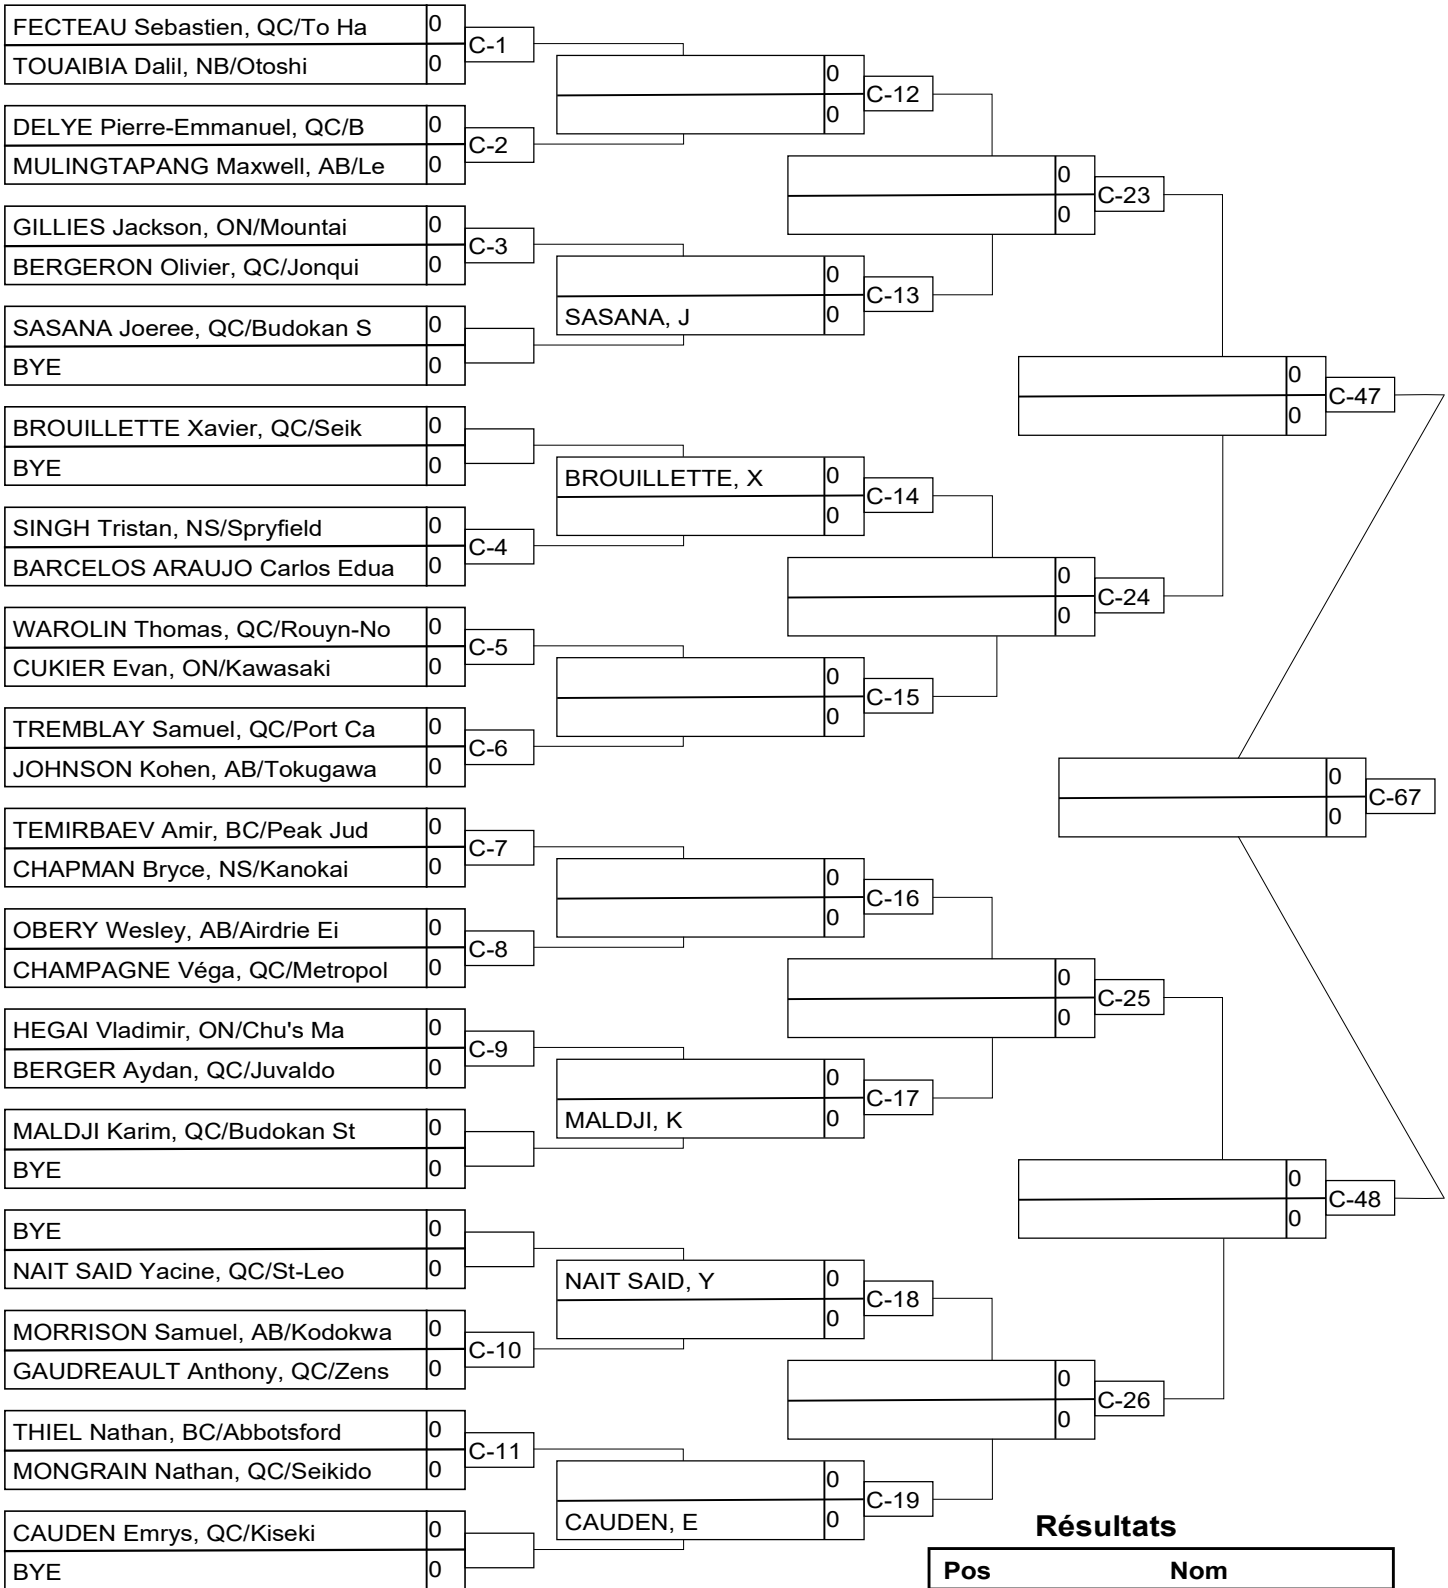 FECTEAU Sebastien, QC/To Ha 0
C-1
TOUAIBIA Dalil, NB/Otoshi 0
0
C-12
0
DELYE Pierre-Emmanuel, QC/B 0
C-2
MULINGTAPANG Maxwell, AB/Le 0
0
C-23
0
GILLIES Jackson, ON/Mountai 0
C-3
BERGERON Olivier, QC/Jonqui 0
0
C-13
SASANA, J 0
SASANA Joeree, QC/Budokan S 0
BYE 0
0
C-47
0
BROUILLETTE Xavier, QC/Seik 0
BYE 0
BROUILLETTE, X 0
C-14
0
SINGH Tristan, NS/Spryfield 0
C-4
BARCELOS ARAUJO Carlos Edua 0
0
C-24
0
WAROLIN Thomas, QC/Rouyn-No 0
C-5
CUKIER Evan, ON/Kawasaki 0
0
C-15
0
TREMBLAY Samuel, QC/Port Ca 0
C-6
JOHNSON Kohen, AB/Tokugawa 0
0
C-67
0
TEMIRBAEV Amir, BC/Peak Jud 0
C-7
CHAPMAN Bryce, NS/Kanokai 0
0
C-16
0
OBERY Wesley, AB/Airdrie Ei 0
C-8
CHAMPAGNE Véga, QC/Metropol 0
0
C-25
0
HEGAI Vladimir, ON/Chu's Ma 0
C-9
BERGER Aydan, QC/Juvaldo 0
0
C-17
MALDJI, K 0
MALDJI Karim, QC/Budokan St 0
BYE 0
0
C-48
0
BYE 0
NAIT SAID Yacine, QC/St-Leo 0
NAIT SAID, Y 0
C-18
0
MORRISON Samuel, AB/Kodokwa 0
C-10
GAUDREAULT Anthony, QC/Zens 0
0
C-26
0
THIEL Nathan, BC/Abbotsford 0
C-11
MONGRAIN Nathan, QC/Seikido 0
0
C-19
CAUDEN, E 0
CAUDEN Emrys, QC/Kiseki 0
BYE 0
Résultats
Pos Nom